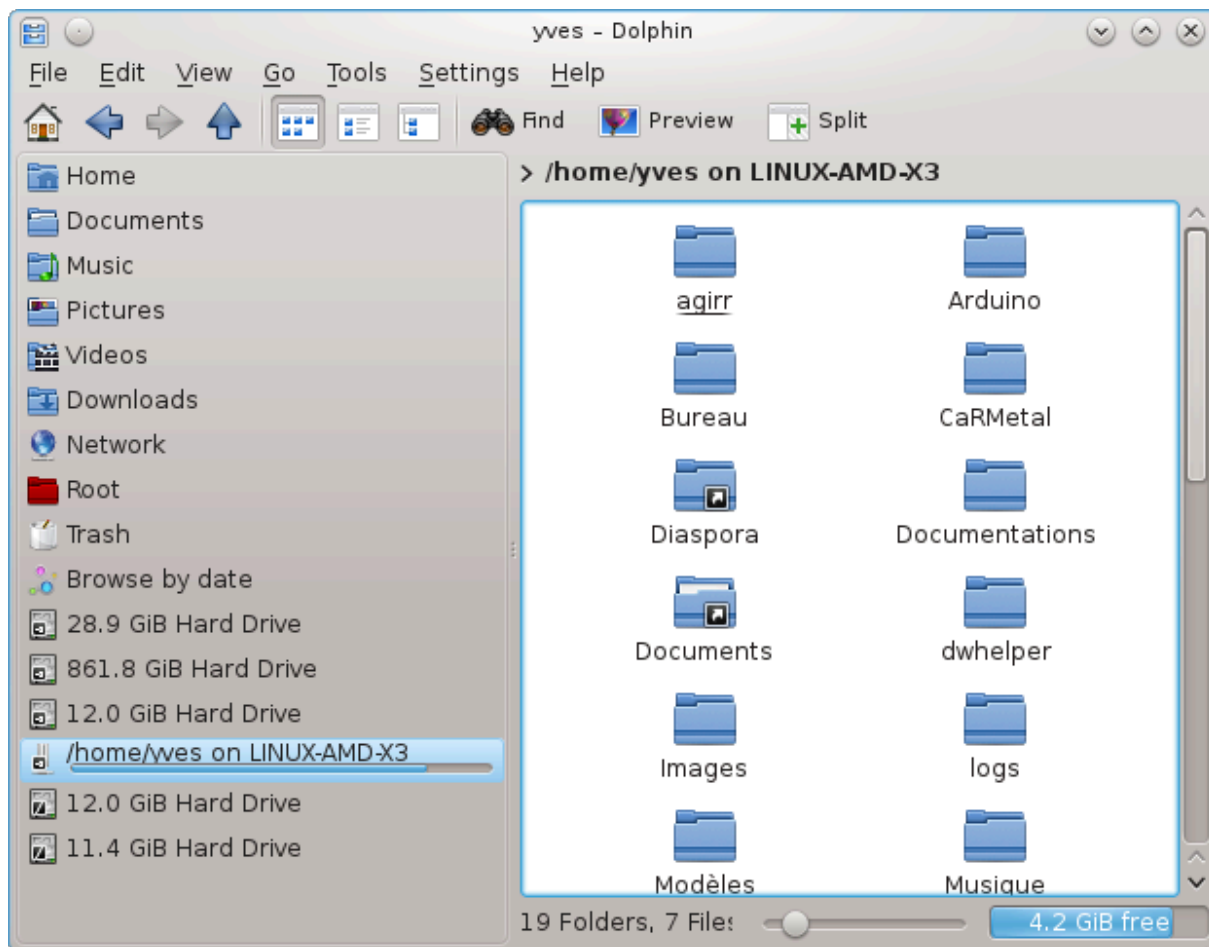 yves – Dolphin
File Edit View Go Tools Settings Help
Find Preview Split
Home
Documents
Music
Pictures
Videos
Downloads
Network
Root
Trash
Browse by date
28.9 GiB Hard Drive
861.8 GiB Hard Drive
12.0 GiB Hard Drive
/home/yves on LINUX-AMD-X3
12.0 GiB Hard Drive
11.4 GiB Hard Drive
> /home/yves on LINUX-AMD-X3
agirr Arduino
Bureau CaRMetal
Diaspora Documentations
Documents dwhelper
Images logs
Modèles Musique
19 Folders, 7 Files
4.2 GiB free